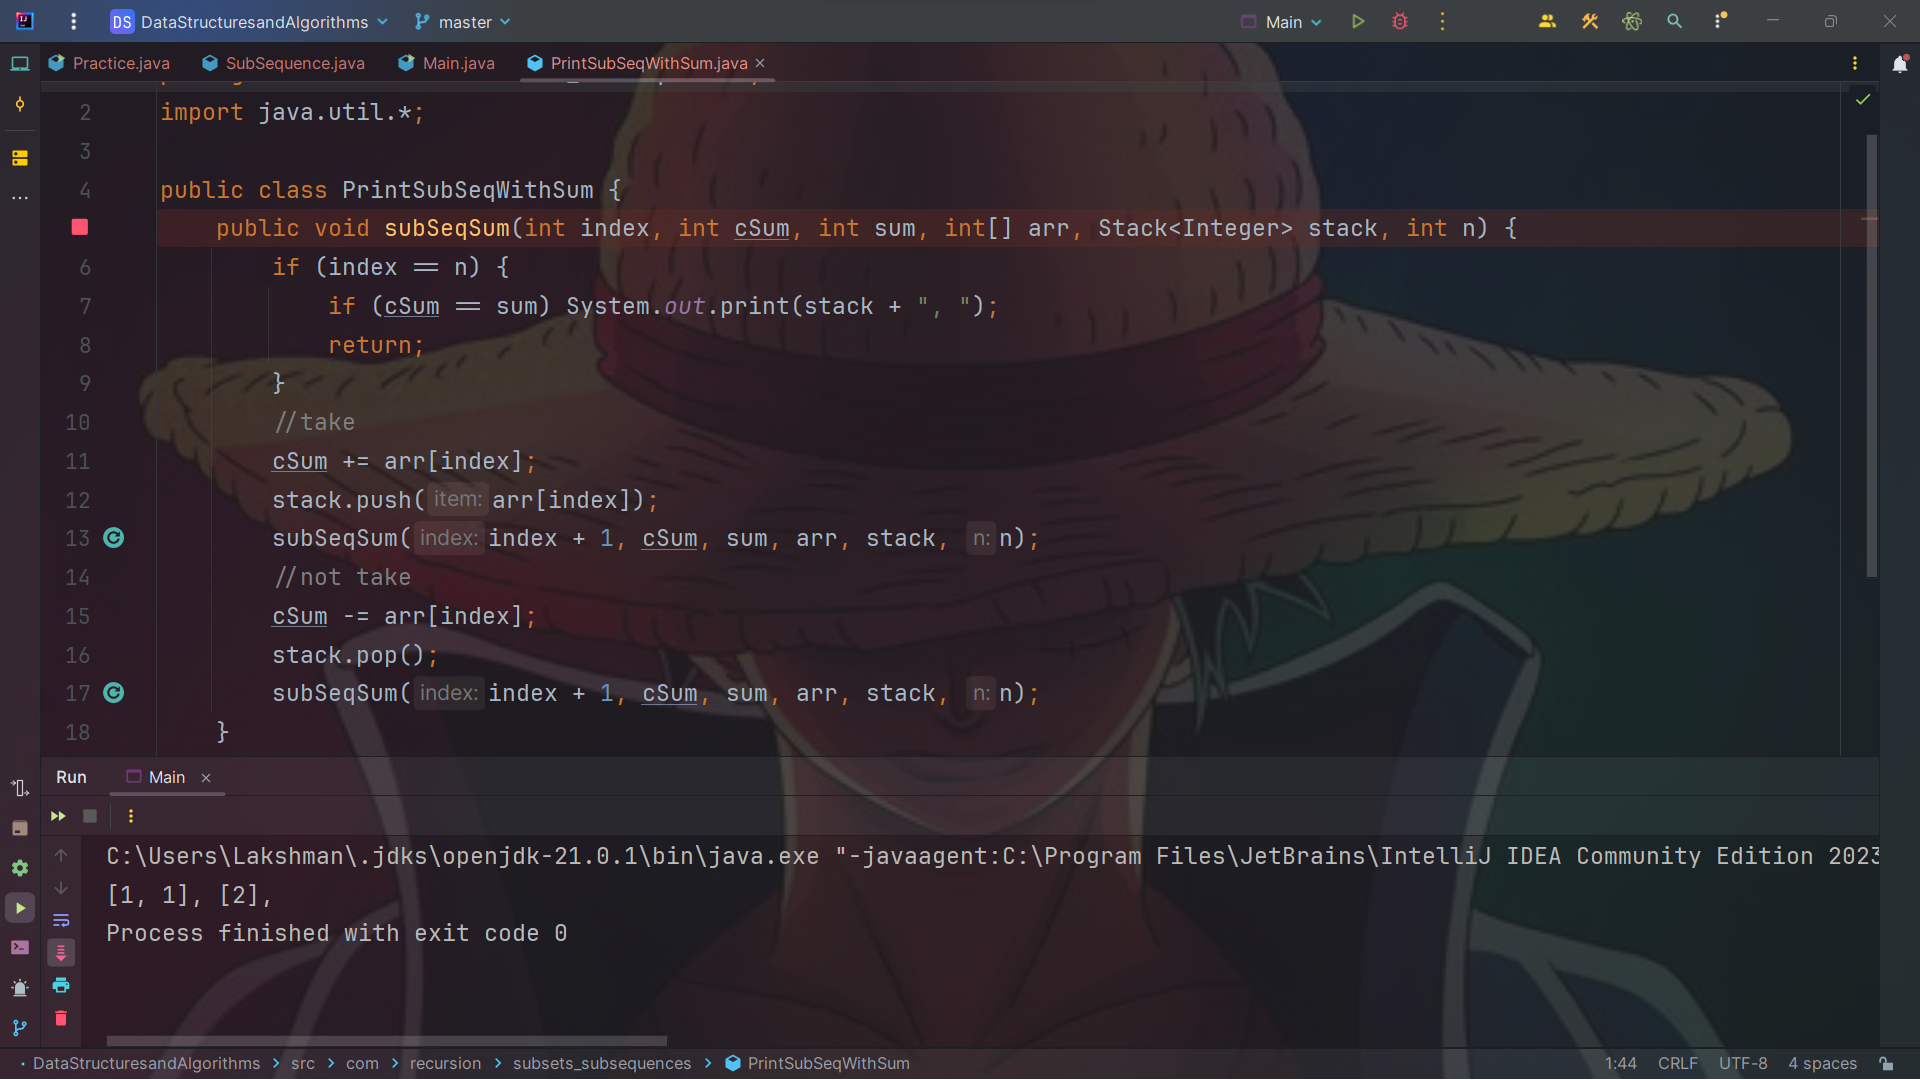 DS DataStructuresandAlgorithms master Main
Practice.java SubSequence.java Main.java PrintSubSeqWithSum.java
2 import java.util.*;
3
4 public class PrintSubSeqWithSum {
public void subSeqSum(int index, int cSum, int sum, int[] arr, Stack<Integer> stack, int n) {
6 if (index == n) {
7 if (cSum == sum) System.out.print(stack + ", ");
8 return;
9 }
10 //take
11 cSum += arr[index];
12 stack.push( item: arr[index]);
13 subSeqSum( index: index + 1, cSum, sum, arr, stack, n: n);
14 //not take
15 cSum -= arr[index];
16 stack.pop();
17 subSeqSum( index: index + 1, cSum, sum, arr, stack, n: n);
18 }
Run Main
C:\Users\Lakshman\.jdks\openjdk-21.0.1\bin\java.exe "-javaagent:C:\Program Files\JetBrains\IntelliJ IDEA Community Edition 2023
[1, 1], [2],
Process finished with exit code 0
DataStructuresandAlgorithms > src > com > recursion > subsets_subsequences > PrintSubSeqWithSum 1:44 CRLF UTF-8 4 spaces